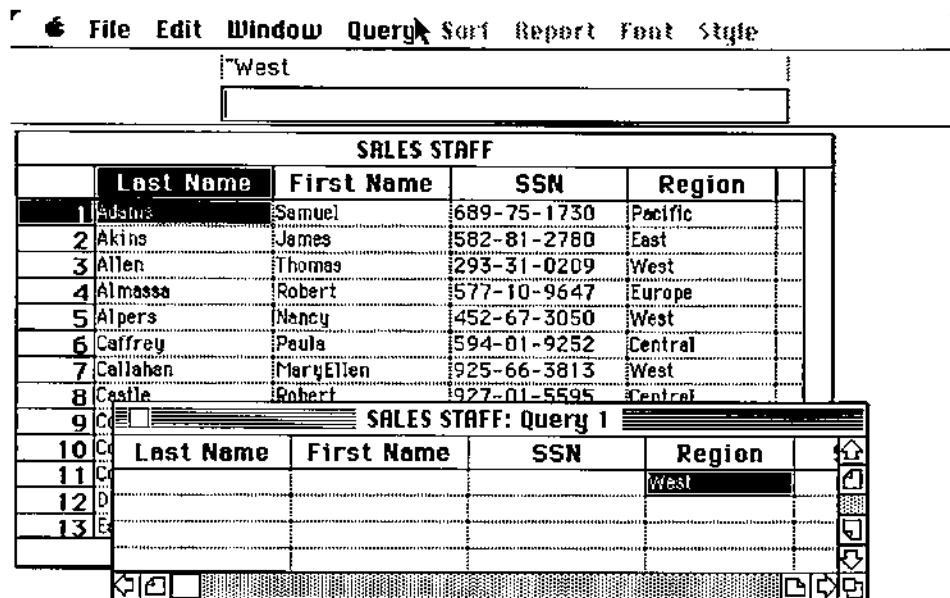 File Edit Window Query Sort Report Font Style
"West
SALES STAFF
Last Name First Name SSN Region
1 Adams Samuel 689-75-1730 Pacific
2 Akins James 582-81-2780 East
3 Allen Thomas 293-31-0209 West
4 Almassa Robert 577-10-9647 Europe
5 Alpers Nancy 452-67-3050 West
6 Caffrey Paula 594-01-9252 Central
7 Callahan MaryEllen 925-66-3813 West
8 Castle Robert 927-01-5595 Central
9
10
11
12
13
SALES STAFF: Query 1
Last Name First Name SSN Region
West